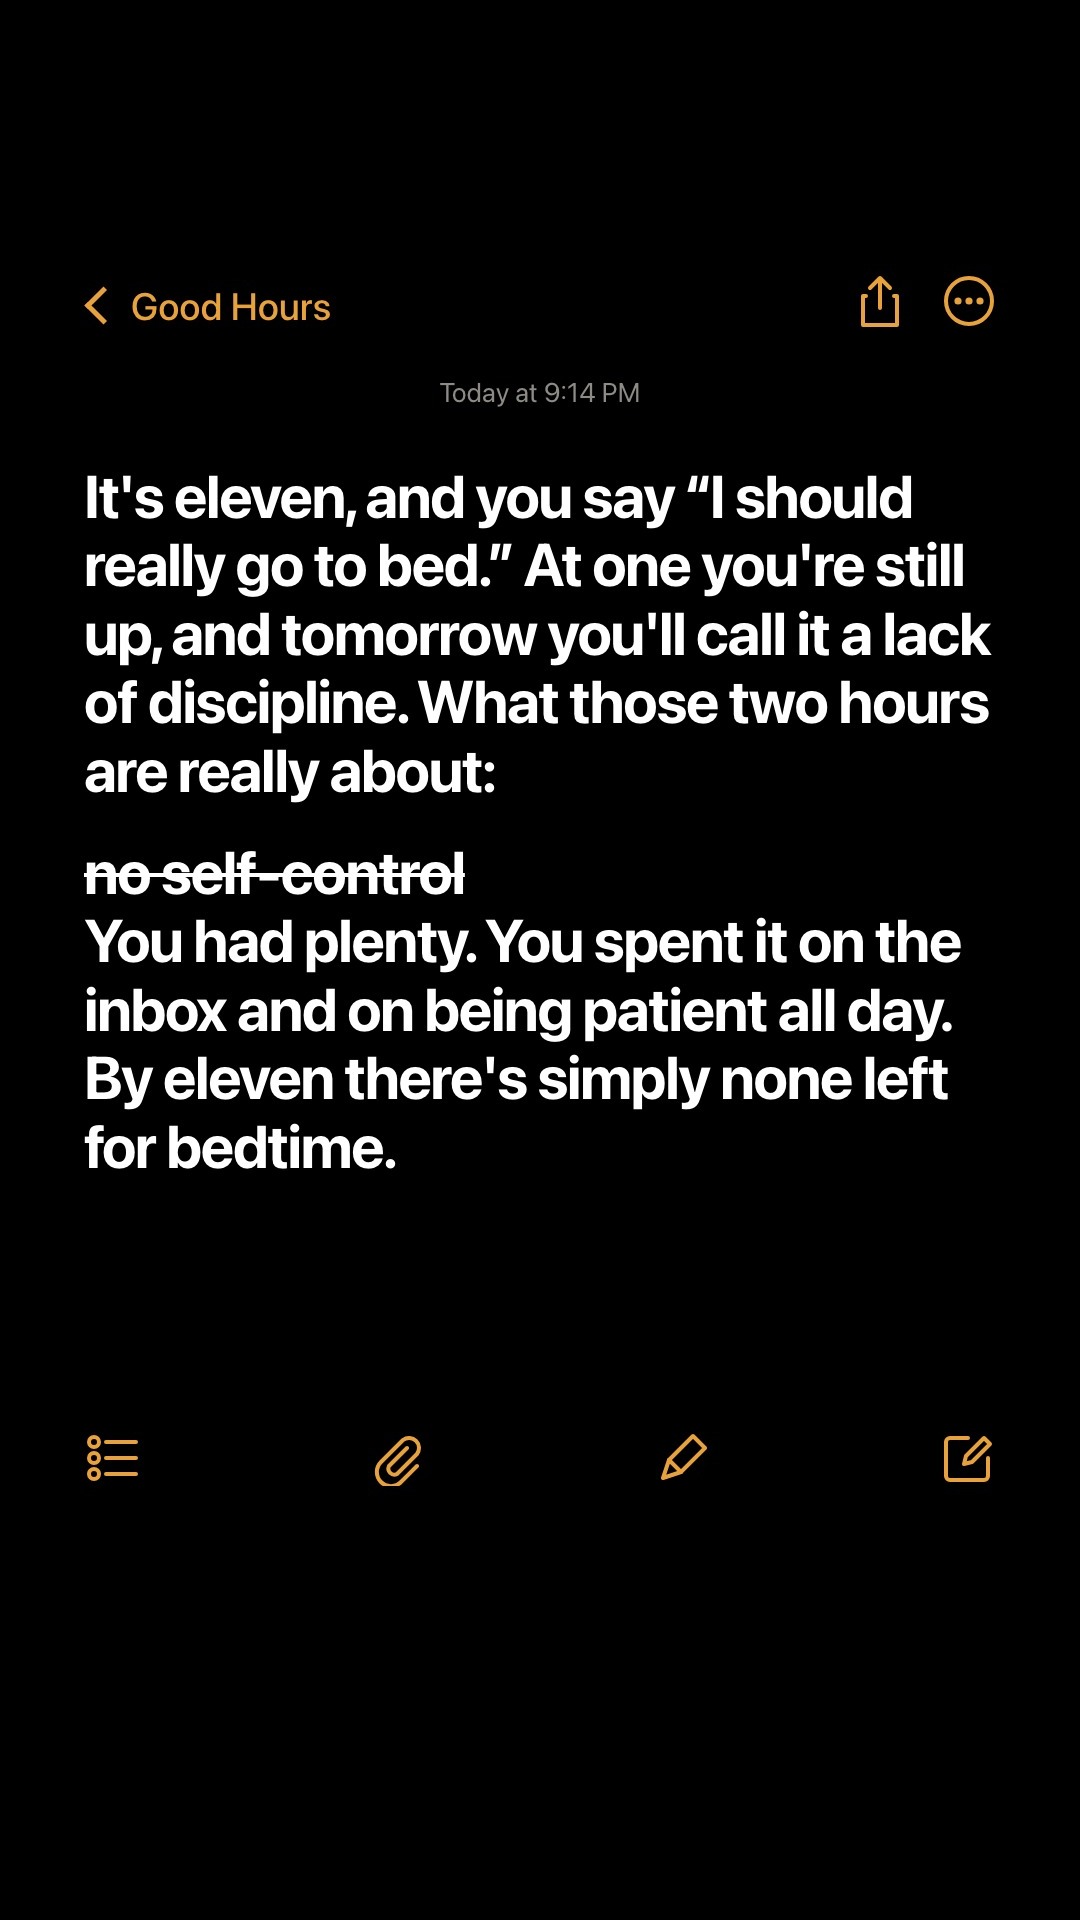 Good Hours
Today at 9:14 PM
It's eleven, and you say “I should
really go to bed.” At one you're still
up, and tomorrow you'll call it a lack
of discipline. What those two hours
are really about:
no self-control
You had plenty. You spent it on the
inbox and on being patient all day.
By eleven there's simply none left
for bedtime.